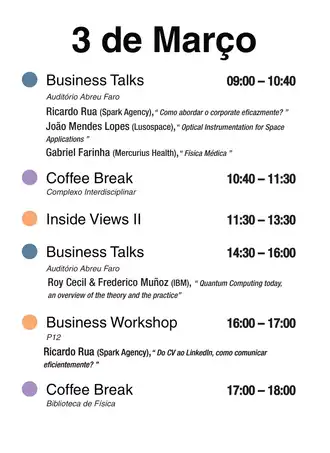 3 de Março
Business Talks 09:00 – 10:40
Auditório Abreu Faro
Ricardo Rua (Spark Agency), “ Como abordar o corporate eficazmente? ”
João Mendes Lopes (Lusospace), “ Optical Instrumentation for Space
Applications ”
Gabriel Farinha (Mercurius Health), “ Física Médica ”
Coffee Break 10:40 – 11:30
Complexo Interdisciplinar
Inside Views II 11:30 – 13:30
Business Talks 14:30 – 16:00
Auditório Abreu Faro
Roy Cecil & Frederico Muñoz (IBM), “ Quantum Computing today,
an overview of the theory and the practice”
Business Workshop 16:00 – 17:00
P12
Ricardo Rua (Spark Agency), “ Do CV ao LinkedIn, como comunicar
eficientemente? ”
Coffee Break 17:00 – 18:00
Biblioteca de Física